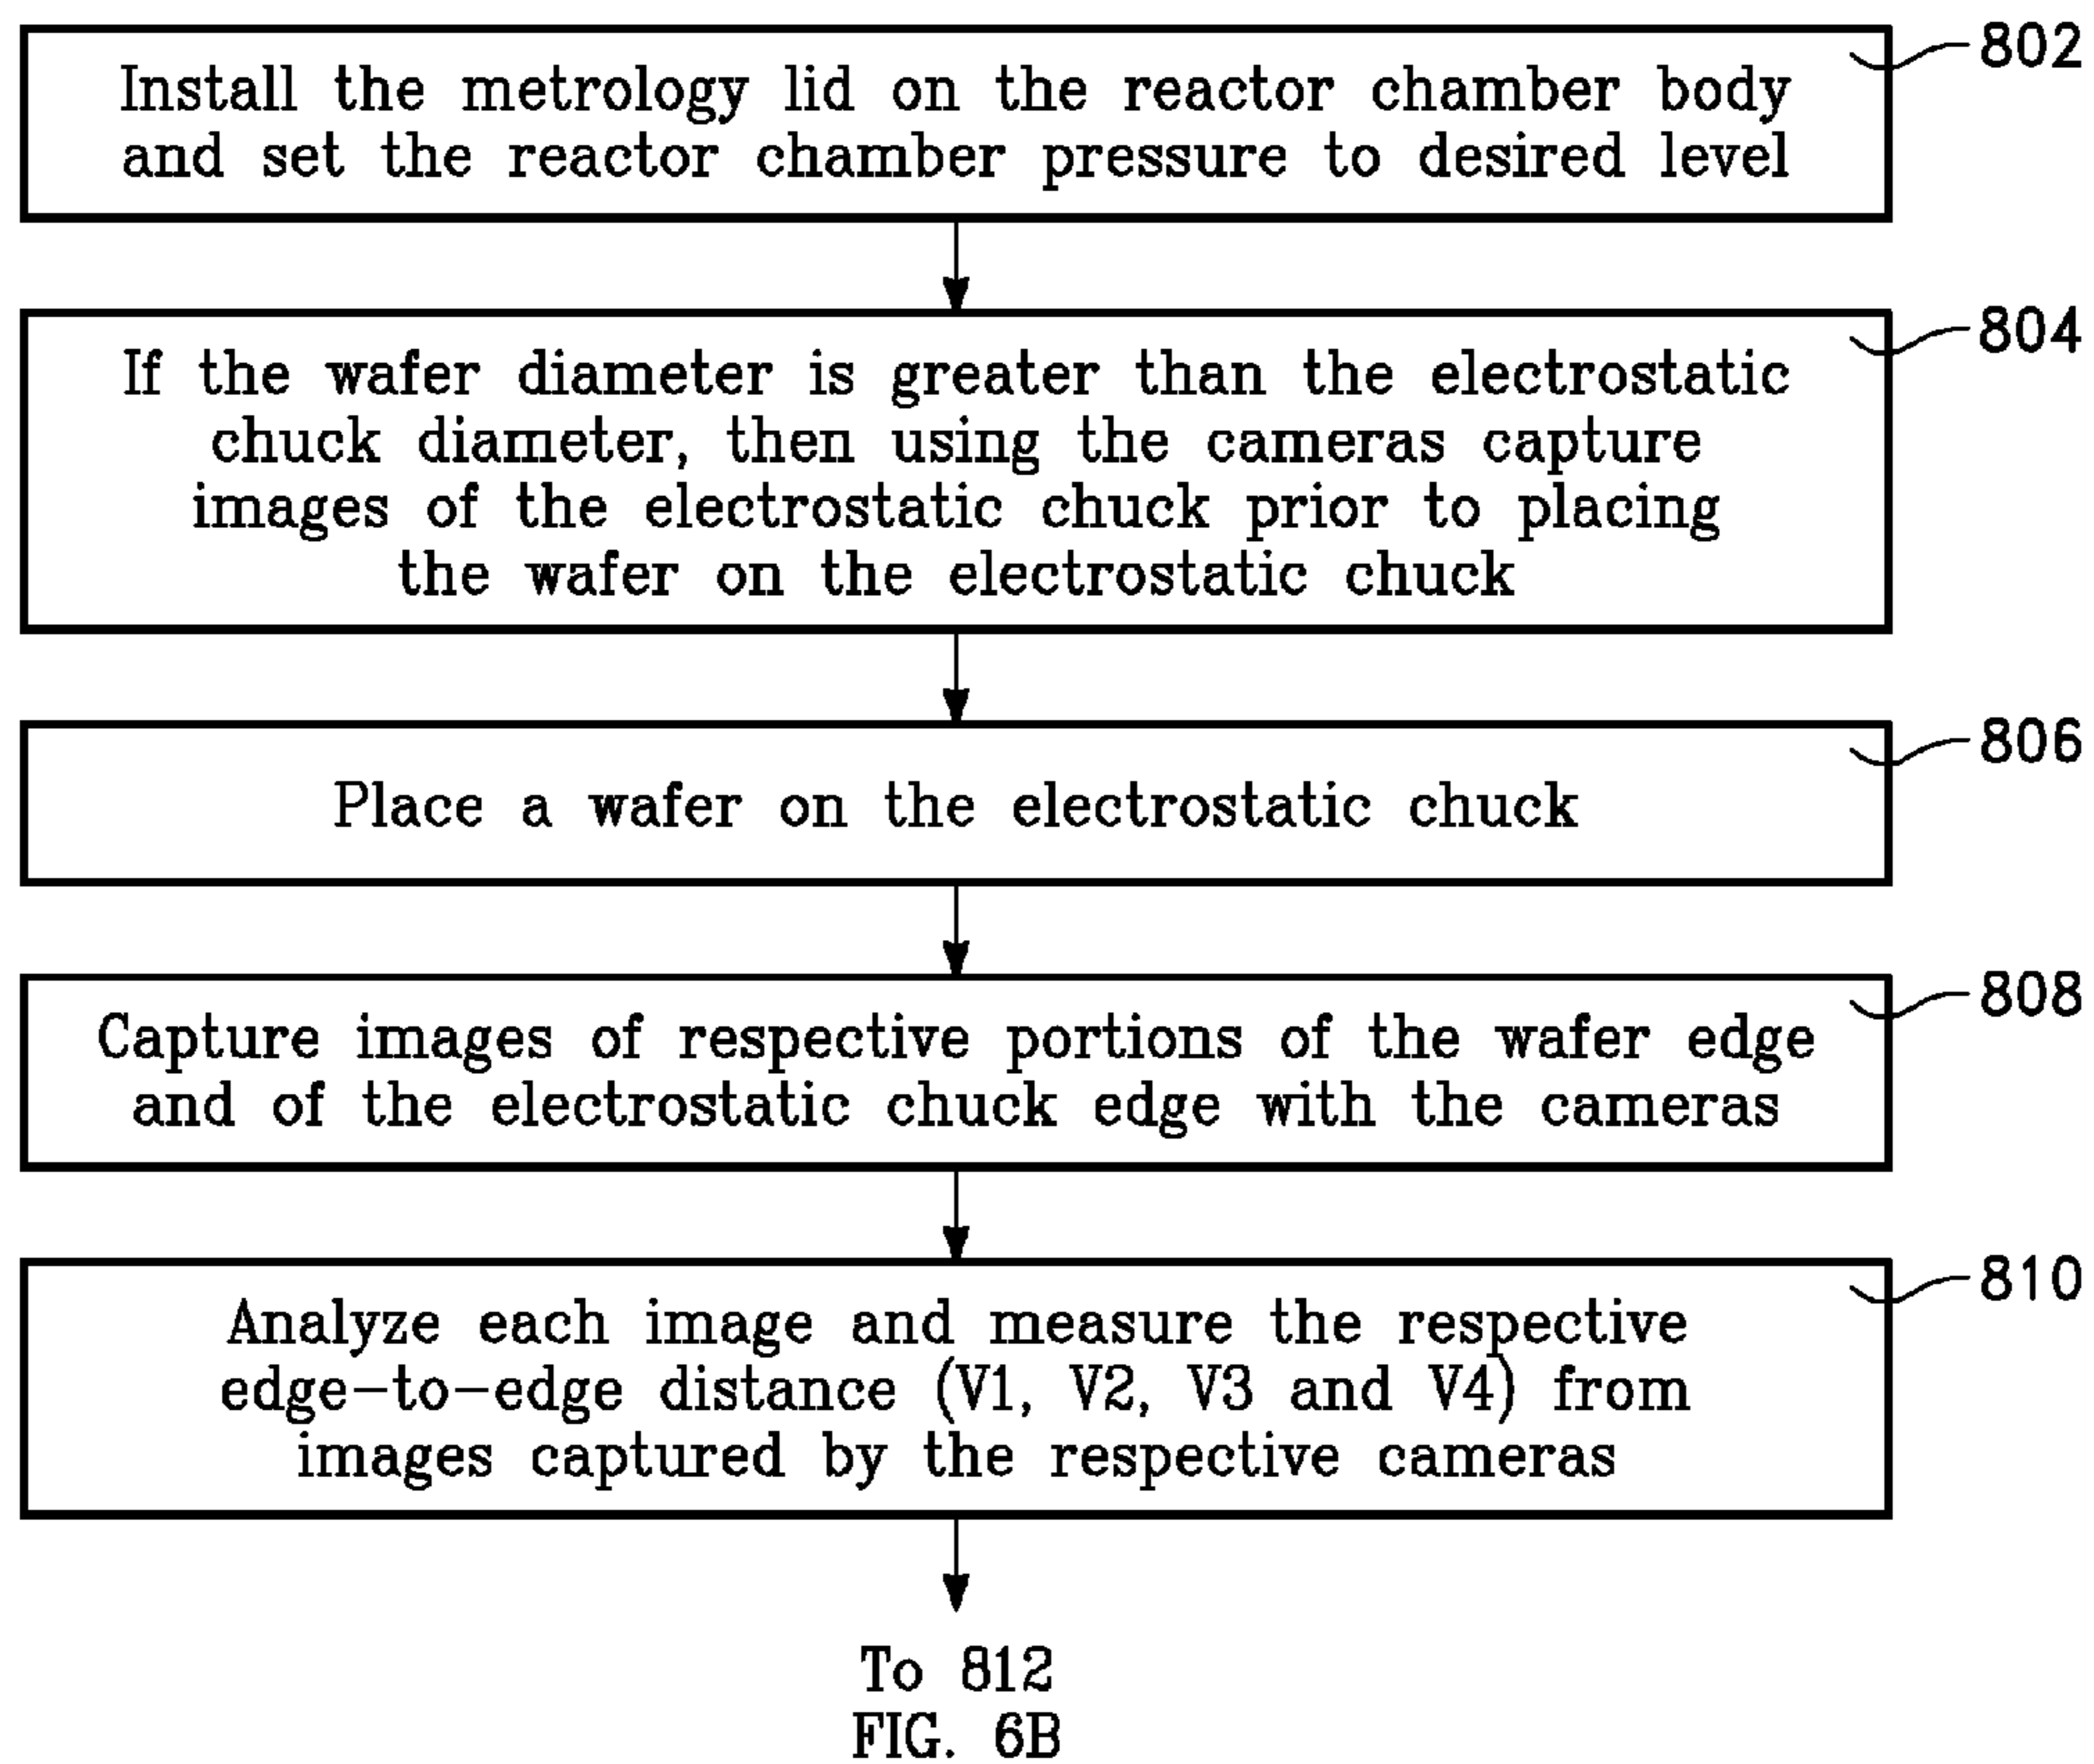 802
Install the metrology lid on the reactor chamber body
and set the reactor chamber pressure to desired level
804
If the wafer diameter is greater than the electrostatic
chuck diameter, then using the cameras capture
images of the electrostatic chuck prior to placing
the wafer on the electrostatic chuck
806
Place a wafer on the electrostatic chuck
808
Capture images of respective portions of the wafer edge
and of the electrostatic chuck edge with the cameras
810
Analyze each image and measure the respective
edge-to-edge distance (V1, V2, V3 and V4) from
images captured by the respective cameras
To 812
FIG. 6B